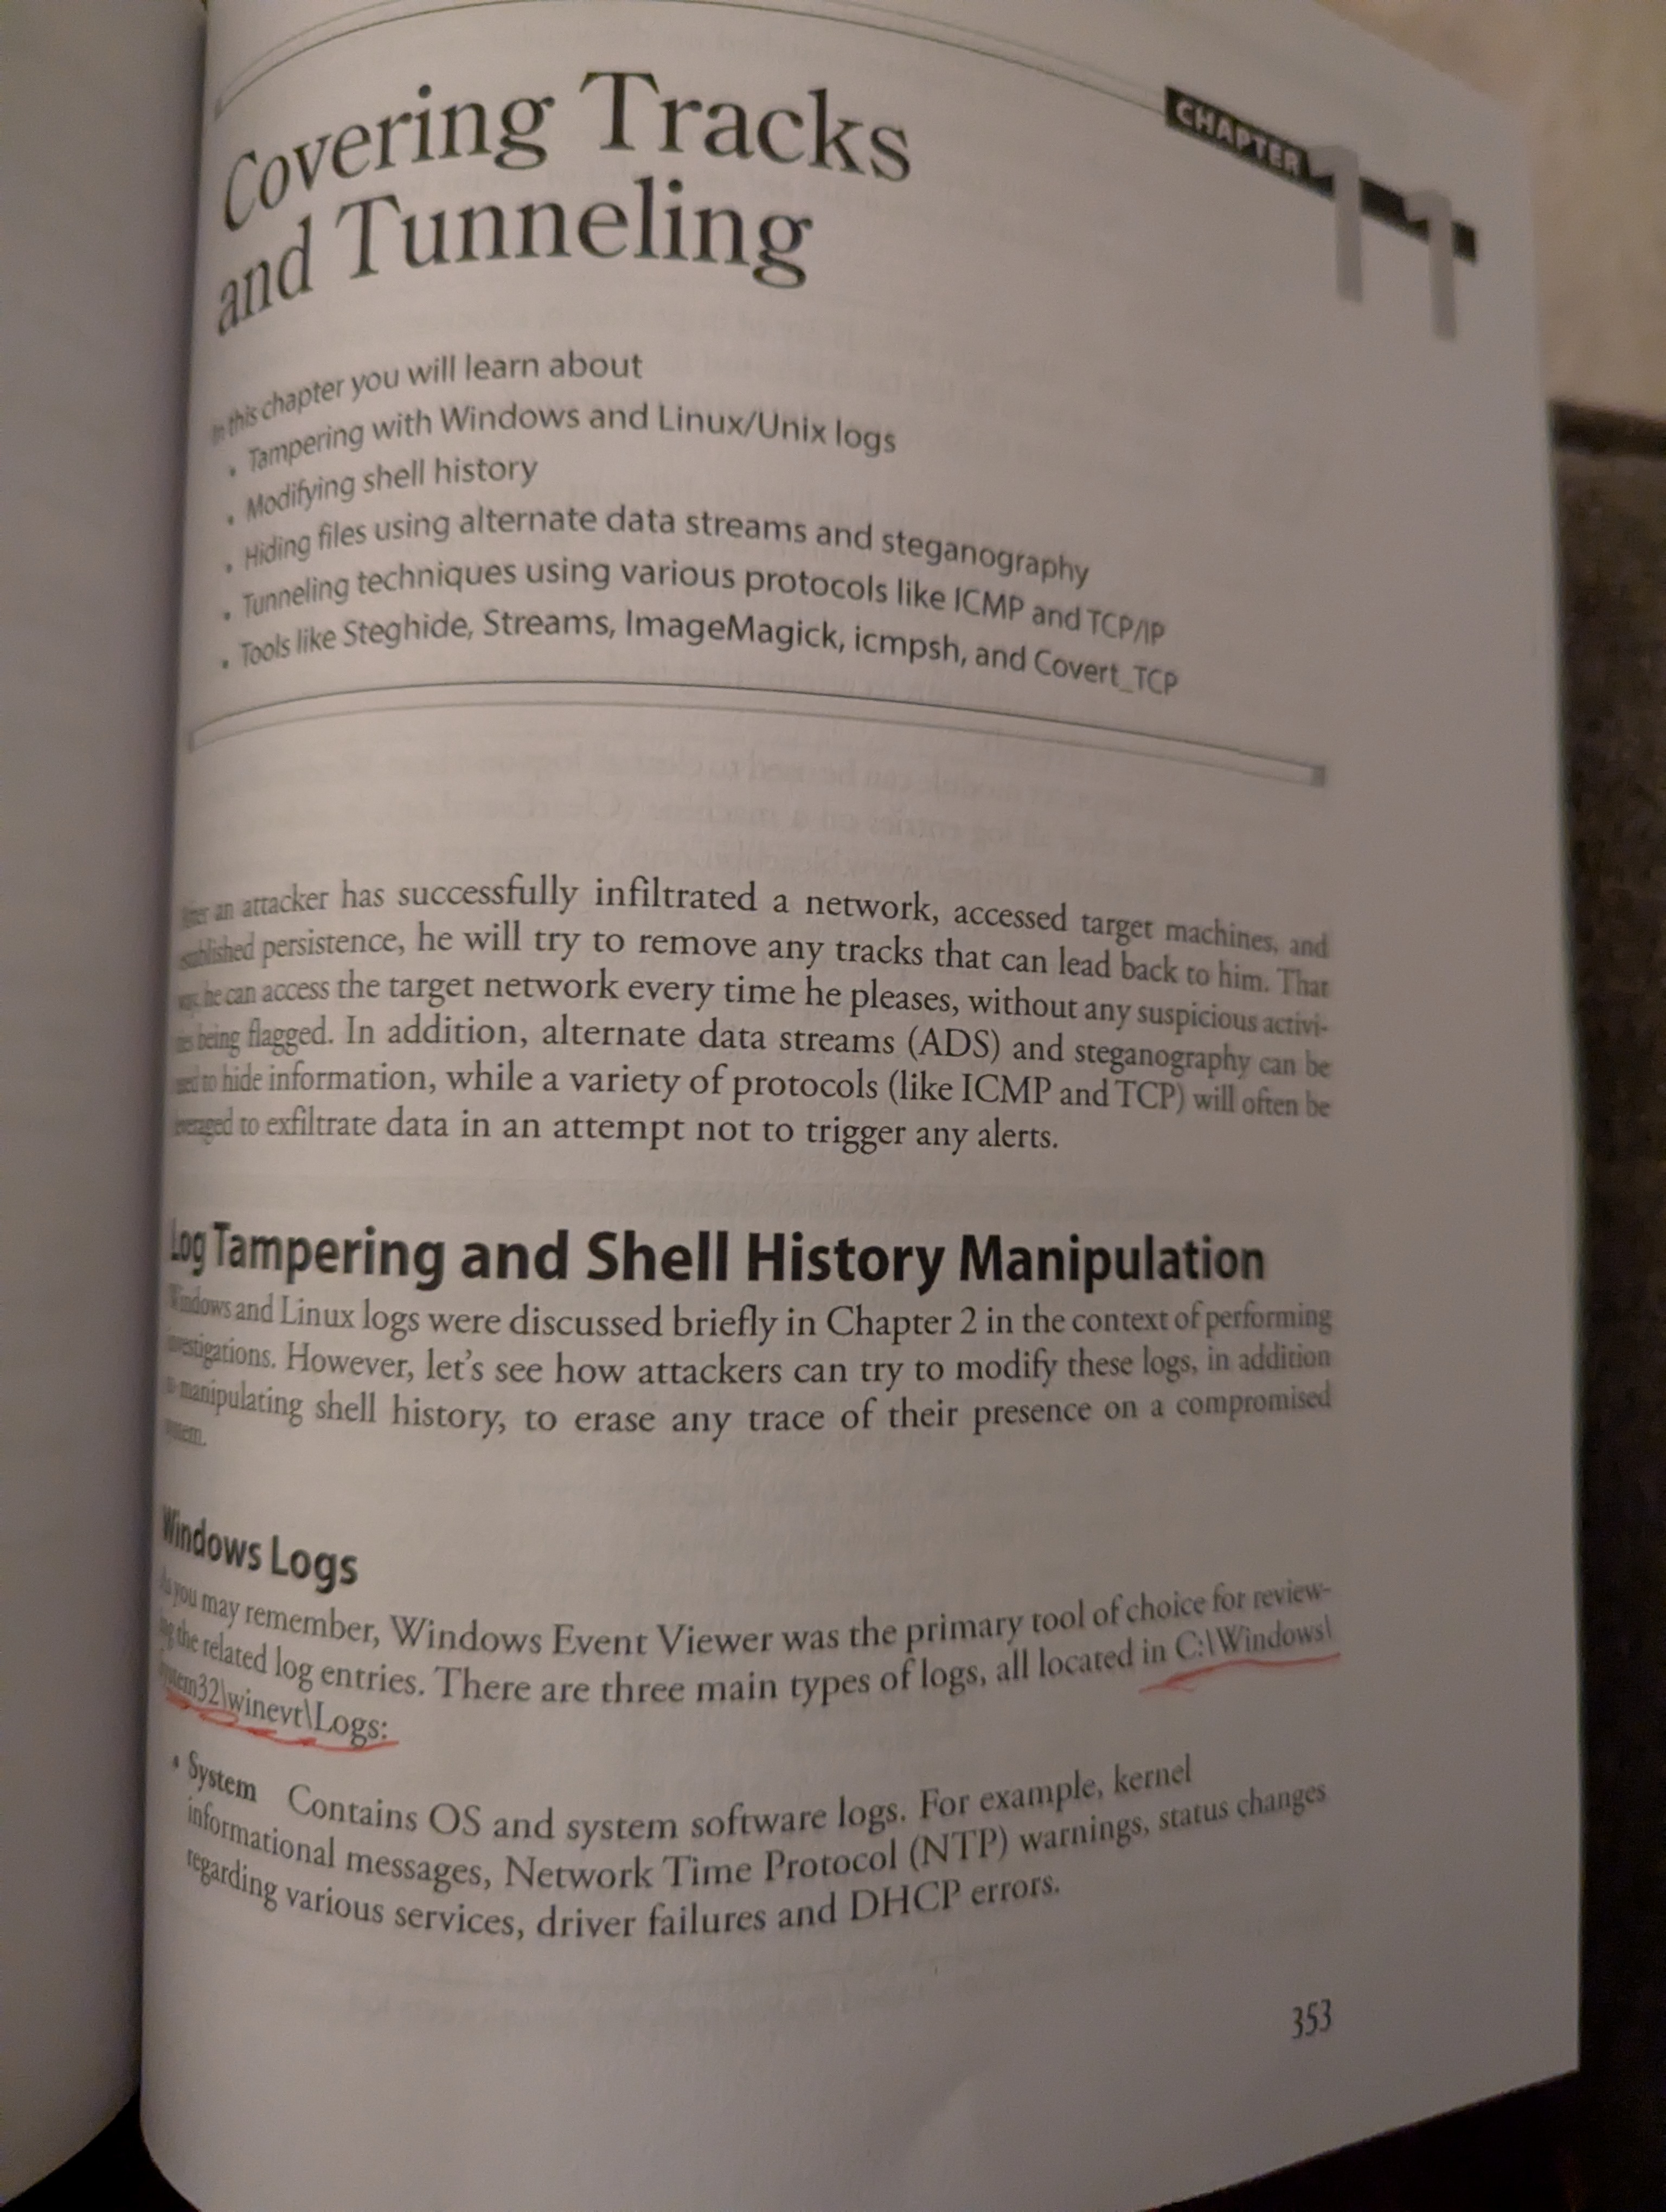 CHAPTER 11
Covering Tracks
and Tunneling
In this chapter you will learn about
• Tampering with Windows and Linux/Unix logs
• Modifying shell history
• Hiding files using alternate data streams and steganography
• Tunneling techniques using various protocols like ICMP and TCP/IP
• Tools like Steghide, Streams, ImageMagick, icmpsh, and Covert_TCP
an attacker has successfully infiltrated a network, accessed target machines, and
established persistence, he will try to remove any tracks that can lead back to him. That
way, he can access the target network every time he pleases, without any suspicious activi-
ties being flagged. In addition, alternate data streams (ADS) and steganography can be
used to hide information, while a variety of protocols (like ICMP and TCP) will often be
leveraged to exfiltrate data in an attempt not to trigger any alerts.
Log Tampering and Shell History Manipulation
Windows and Linux logs were discussed briefly in Chapter 2 in the context of performing
investigations. However, let's see how attackers can try to modify these logs, in addition
to manipulating shell history, to erase any trace of their presence on a compromised
system.
Windows Logs
As you may remember, Windows Event Viewer was the primary tool of choice for review-
ing the related log entries. There are three main types of logs, all located in C:\Windows\
System32\winevt\Logs:
• System Contains OS and system software logs. For example, kernel
informational messages, Network Time Protocol (NTP) warnings, status changes
regarding various services, driver failures and DHCP errors.
353